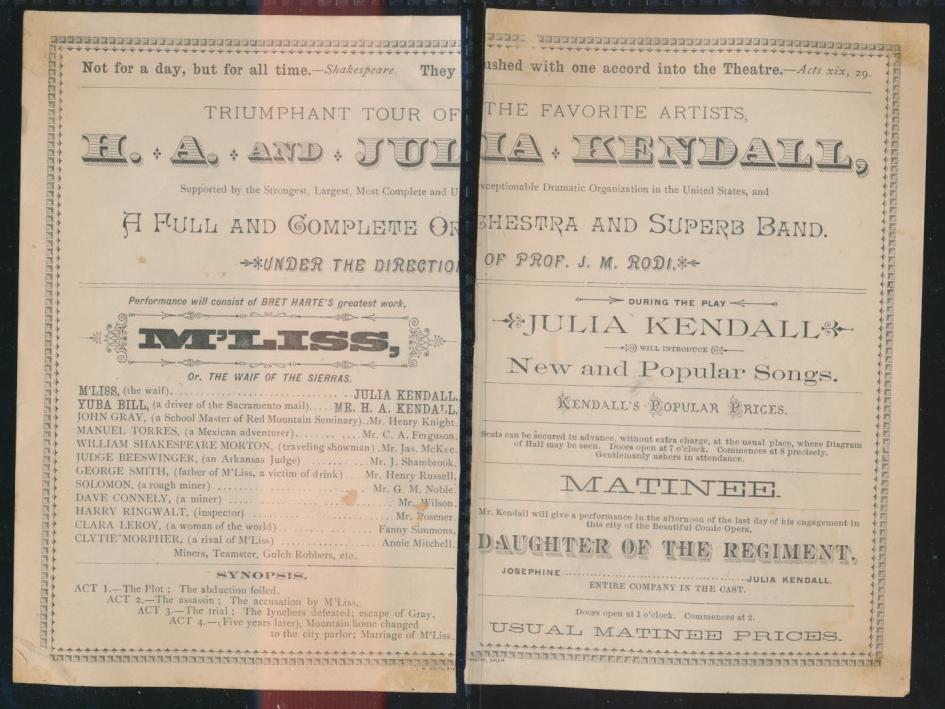 Not for a day, but for all time.—Shakespeare. They ushed with one accord into the Theatre.—Acts xix, 29.
TRIUMPHANT TOUR OF THE FAVORITE ARTISTS,
H. A. AND JULIA KENDALL,
Supported by the Strongest, Largest, Most Complete and U xceptionable Dramatic Organization in the United States, and
A FULL AND COMPLETE ORCHESTRA AND SUPERB BAND.
UNDER THE DIRECTION OF PROF. J. M. RODI.
Performance will consist of BRET HARTE'S greatest work,
M'LISS,
Or, THE WAIF OF THE SIERRAS.
M'LISS, (the waif)..............................JULIA KENDALL.
YUBA BILL, (a driver of the Sacramento mail)....MR. H. A. KENDALL.
JOHN GRAY, (a School Master of Red Mountain Seminary)..Mr. Henry Knight.
MANUEL TORRES, (a Mexican adventurer)............Mr. C. A. Ferguson.
WILLIAM SHAKESPEARE MORTON, (traveling showman).Mr. Jas. McKee.
JUDGE BEESWINGER, (an Arkansas Judge) ............Mr. J. Shambrook.
GEORGE SMITH, (father of M'Liss, a victim of drink) . . Mr. Henry Russell,
SOLOMON, (a rough miner) ........................Mr. G. M. Noble.
DAVE CONNELY, (a miner) ........................Mr. Wilson.
HARRY RINGWALT, (inspector) ........................Mr. Posener.
CLARA LEROY, (a woman of the world) ................Fanny Simmons,
CLYTIE MORPHER, (a rival of M'Liss) ................Annie Mitchell.
Miners, Teamster, Gulch Robbers, etc.
SYNOPSIS.
ACT 1.—The Plot; The abduction foiled.
ACT 2.—The assassin; The accusation by M'Liss.
ACT 3.—The trial; The lynchers defeated; escape of Gray.
ACT 4.—(Five years later), Mountain home changed
to the city parlor; Marriage of M'Liss.
DURING THE PLAY
JULIA KENDALL
WILL INTRODUCE
New and Popular Songs.
KENDALL'S POPULAR PRICES.
Seats can be secured in advance, without extra charge, at the usual place, where Diagram
of Hall may be seen. Doors open at 7 o'clock. Commences at 8 precisely.
Gentlemanly ushers in attendance.
MATINEE.
Mr. Kendall will give a performance in the afternoon of the last day of his engagement in
this city of the Beautiful Comic Opera,
DAUGHTER OF THE REGIMENT.
JOSEPHINE ........................................JULIA KENDALL.
ENTIRE COMPANY IN THE CAST.
Doors open at 1 o'clock. Commences at 2.
USUAL MATINEE PRICES.